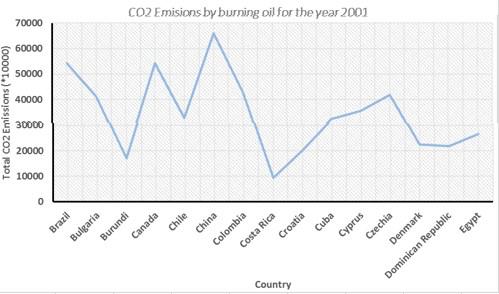 CO2 Emisions by burning oil for the year 2001
Total CO2 Emlissions (*10000)
70000
60000
50000
40000
30000
20000
10000
0
Brazil
Bulgaria
Burundi
Canada
Chile
China
Colombia
Costa Rica
Croatia
Cuba
Cyprus
Czechia
Denmark
Dominican Republic
Egypt
Country